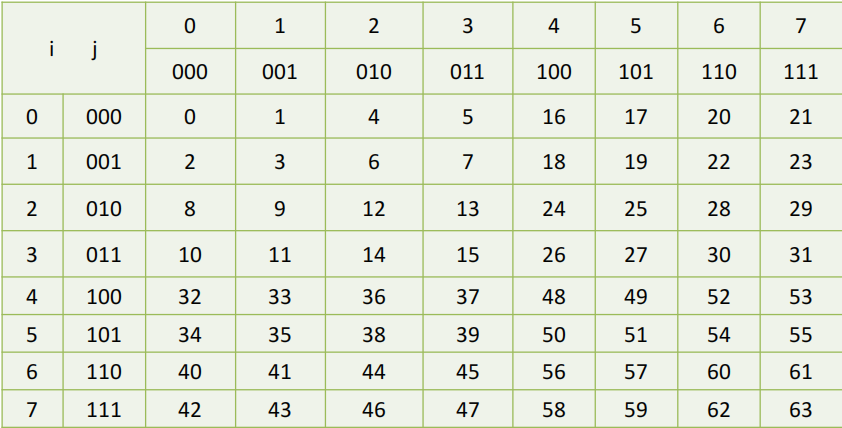 i j 0 1 2 3 4 5 6 7
000 001 010 011 100 101 110 111
0 000 0 1 4 5 16 17 20 21
1 001 2 3 6 7 18 19 22 23
2 010 8 9 12 13 24 25 28 29
3 011 10 11 14 15 26 27 30 31
4 100 32 33 36 37 48 49 52 53
5 101 34 35 38 39 50 51 54 55
6 110 40 41 44 45 56 57 60 61
7 111 42 43 46 47 58 59 62 63